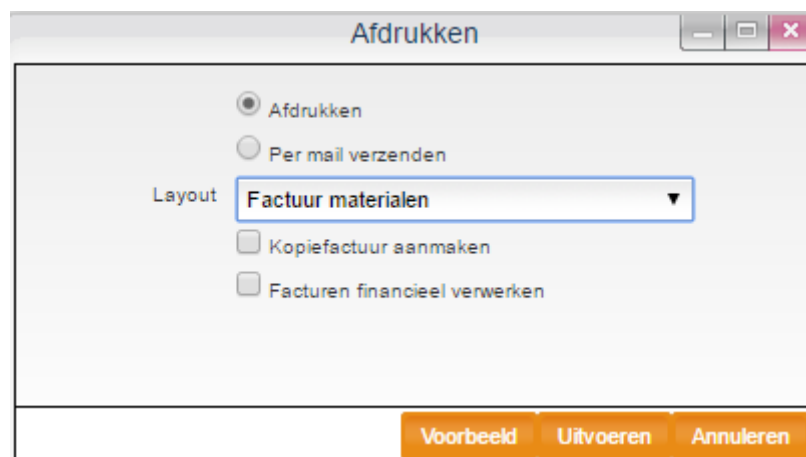 Afdrukken
Afdrukken
Per mail verzenden
Layout Factuur materialen
Kopiefactuur aanmaken
Facturen financieel verwerken
Voorbeeld Uitvoeren Annuleren